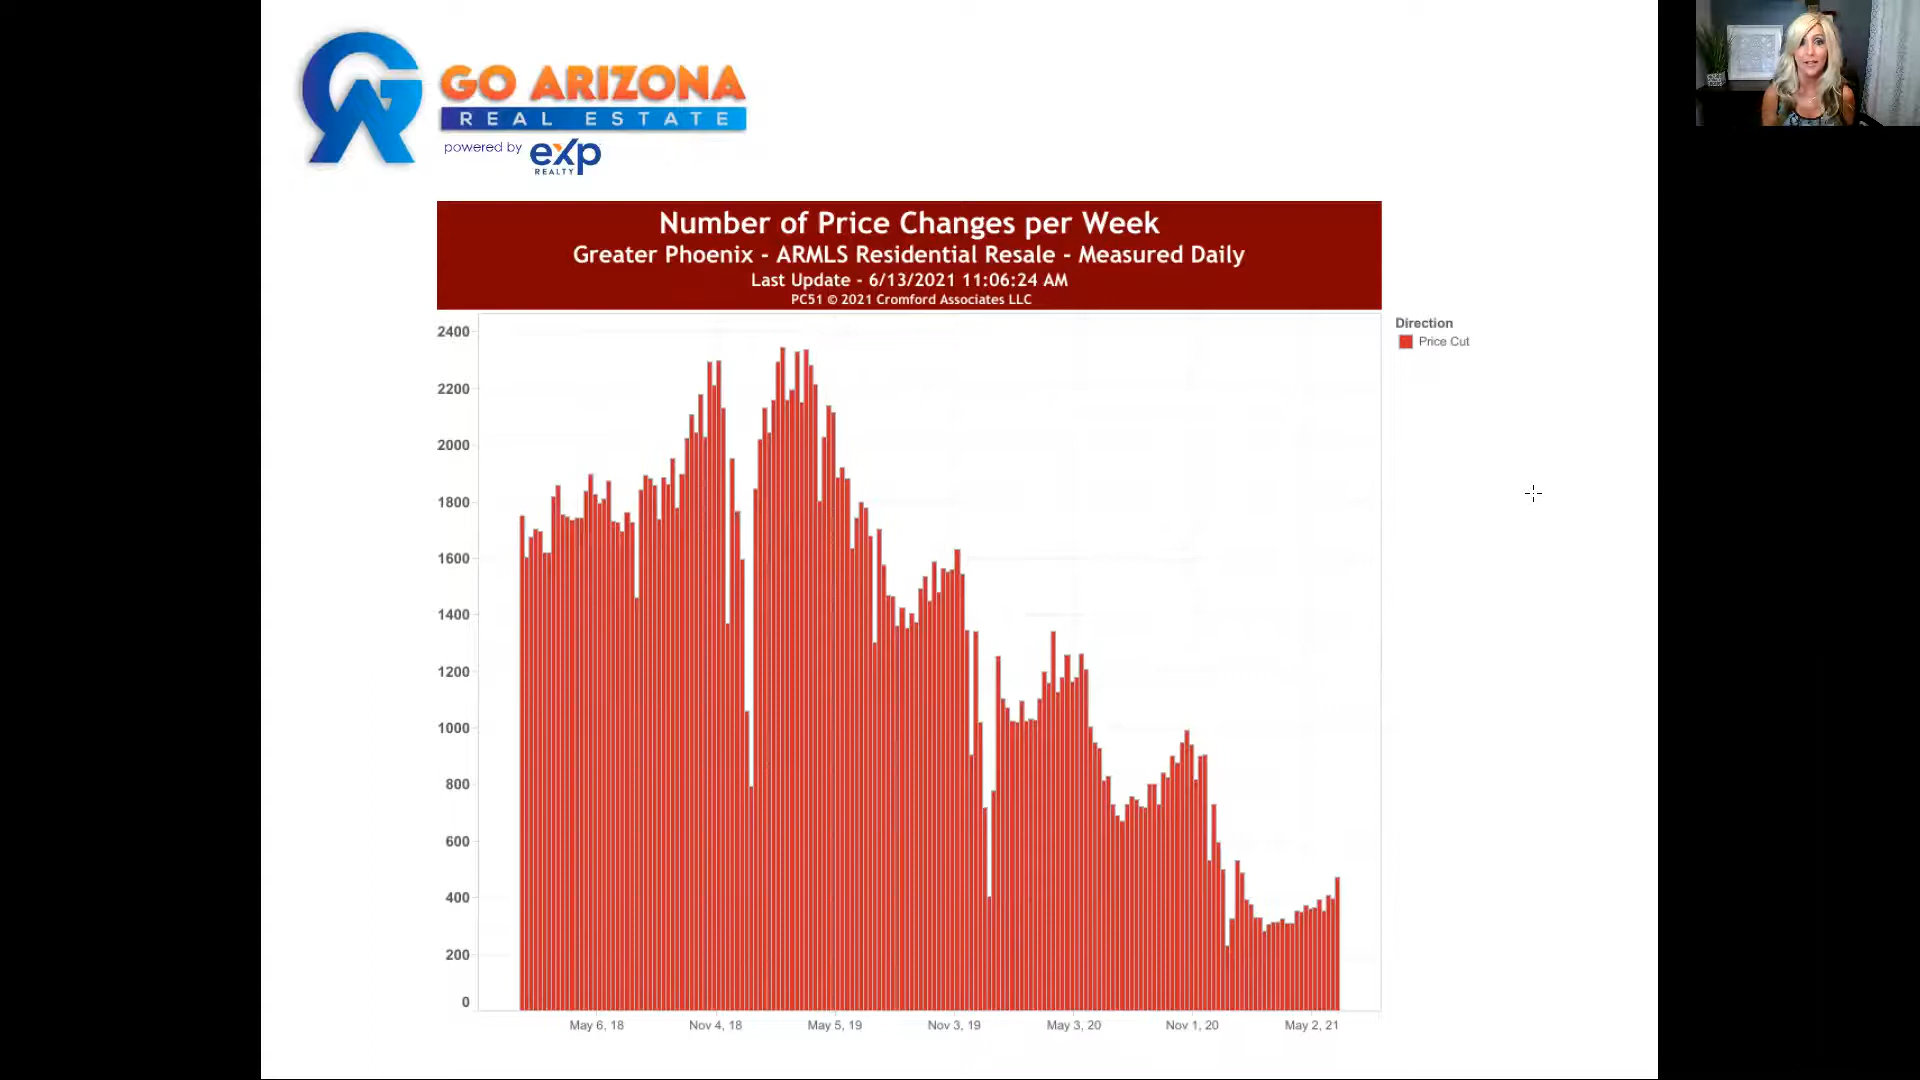 GO ARIZONA
REAL ESTATE
powered by exp
REALTY
Number of Price Changes per Week
Greater Phoenix - ARMLS Residential Resale - Measured Daily
Last Update - 6/13/2021 11:06:24 AM
PC51 © 2021 Cromford Associates LLC
Direction
Price Cut
2400
2200
2000
1800
1600
1400
1200
1000
800
600
400
200
0
May 6, 18
Nov 4, 18
May 5, 19
Nov 3, 19
May 3, 20
Nov 1, 20
May 2, 21